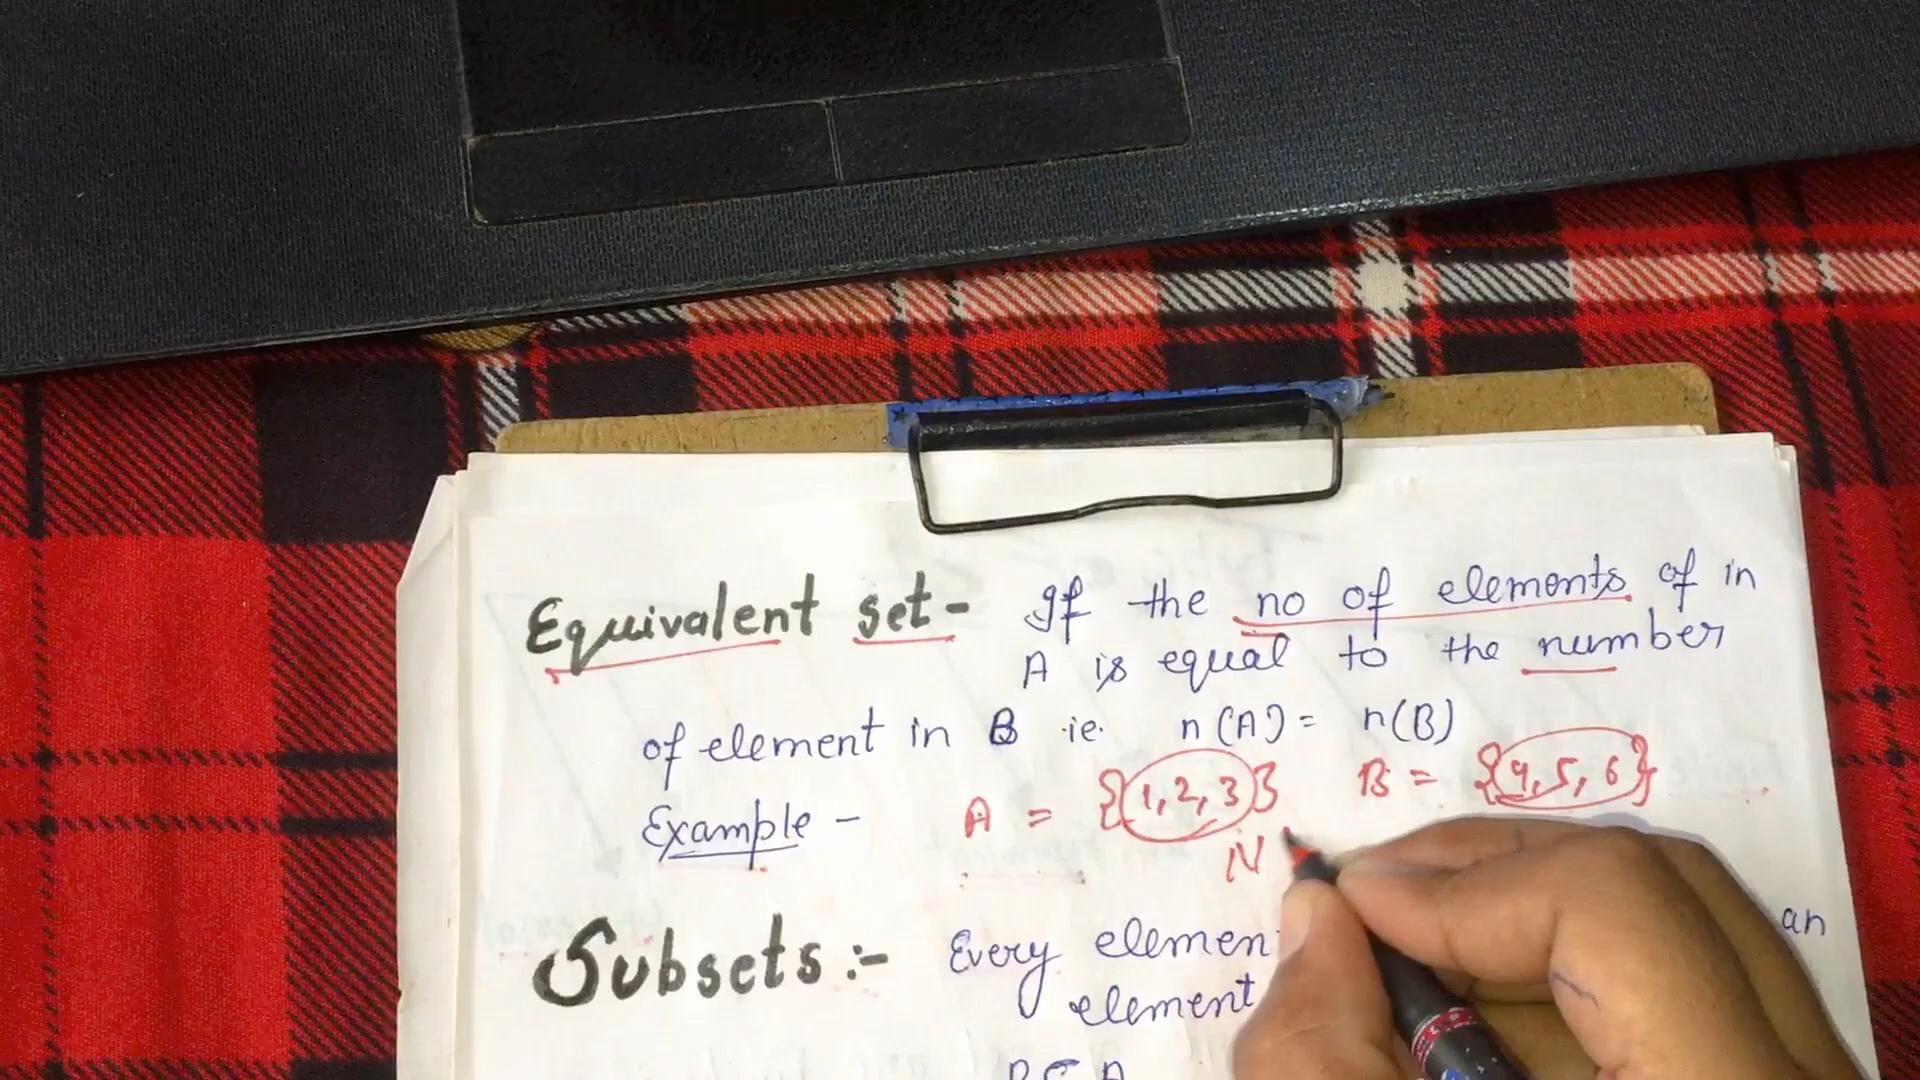 Equivalent set - If the no of elements of in
A is equal to the number
of element in B ie. n(A) = n(B)
Example - A = {1, 2, 3} B = {4, 5, 6}
N
Subsets :- Every elemen an
element